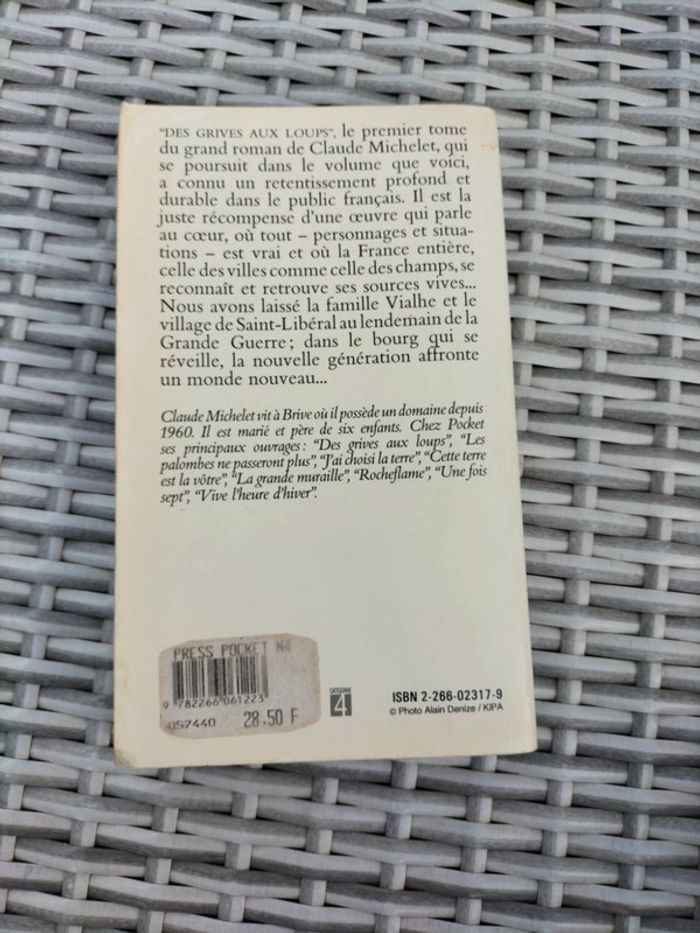 "DES GRIVES AUX LOUPS", le premier tome
du grand roman de Claude Michelet, qui
se poursuit dans le volume que voici,
a connu un retentissement profond et
durable dans le public français. Il est la
juste récompense d'une œuvre qui parle
au cœur, où tout – personnages et situa-
tions – est vrai et où la France entière,
celle des villes comme celle des champs, se
reconnaît et retrouve ses sources vives...
Nous avons laissé la famille Vialhe et le
village de Saint-Libéral au lendemain de la
Grande Guerre; dans le bourg qui se
réveille, la nouvelle génération affronte
un monde nouveau...
Claude Michelet vit à Brive où il possède un domaine depuis
1960. Il est marié et père de six enfants. Chez Pocket
ses principaux ouvrages : "Des grives aux loups", "Les
palombes ne passeront plus", "J'ai choisi la terre", "Cette terre
est la vôtre", "La grande muraille", "Rocheflame", "Une fois
sept", "Vive l'heure d'hiver".
PRESS POCKET N4
9 782266 061223
057440 28.50 F
CATEGORIE
4
ISBN 2-266-02317-9
© Photo Alain Denize / KIPA